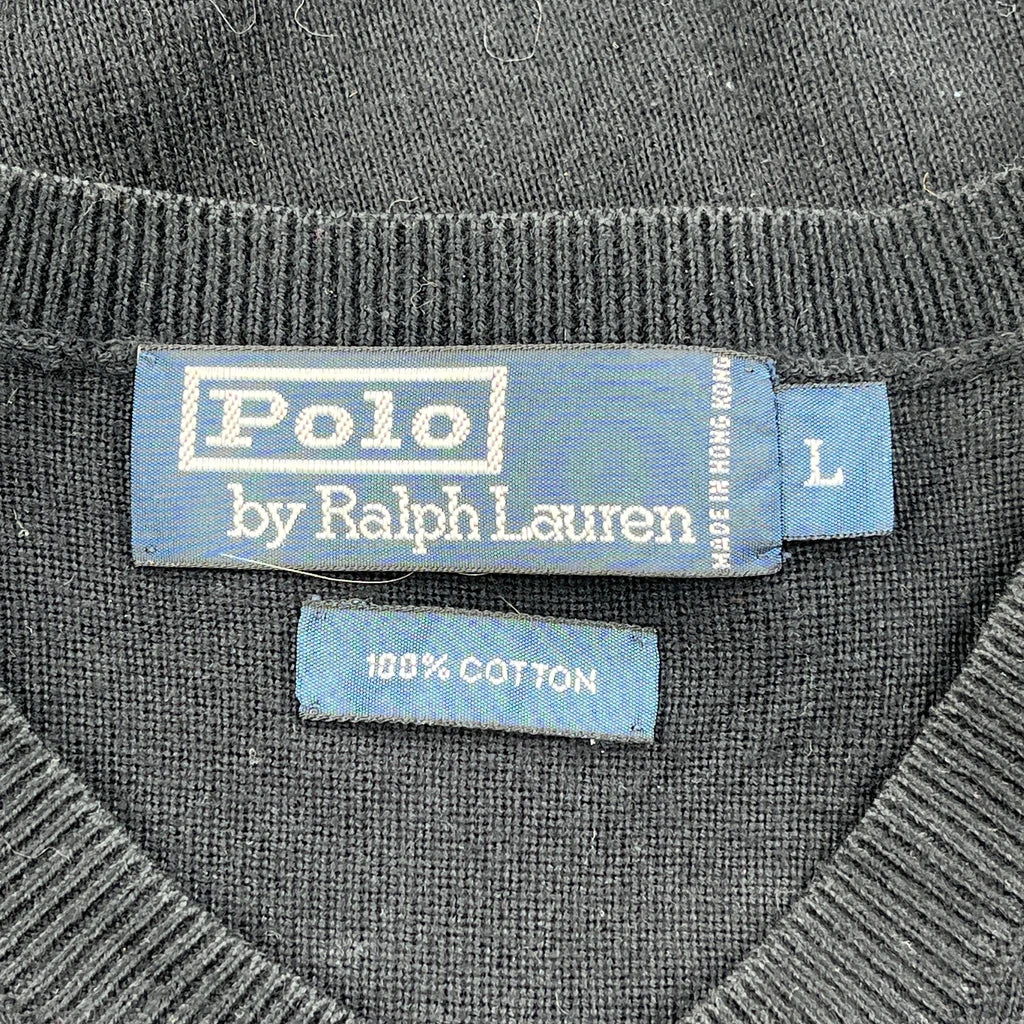 Polo
by Ralph Lauren
MADE IN HONG KONG
L
100% COTTON